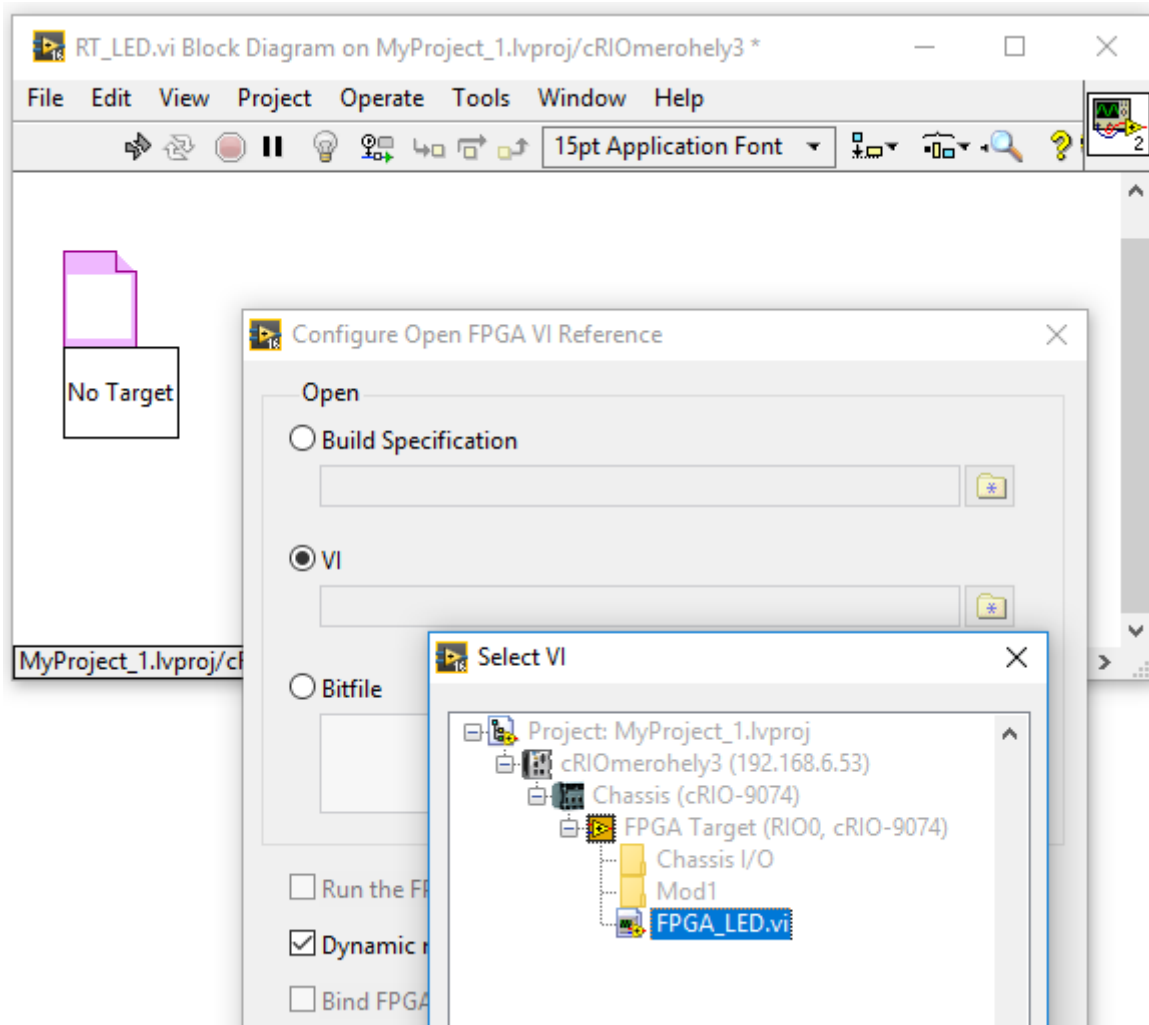 RT_LED.vi Block Diagram on MyProject_1.lvproj/cRIOmerohely3 *
File Edit View Project Operate Tools Window Help
15pt Application Font
2
No Target
Configure Open FPGA VI Reference
Open
Build Specification
VI
MyProject_1.lvproj/
Select VI
Bitfile
Project: MyProject_1.lvproj
cRIOmerohely3 (192.168.6.53)
Chassis (cRIO-9074)
FPGA Target (RIO0, cRIO-9074)
Chassis I/O
Mod1
FPGA_LED.vi
Run the
Dynamic
Bind FPGA